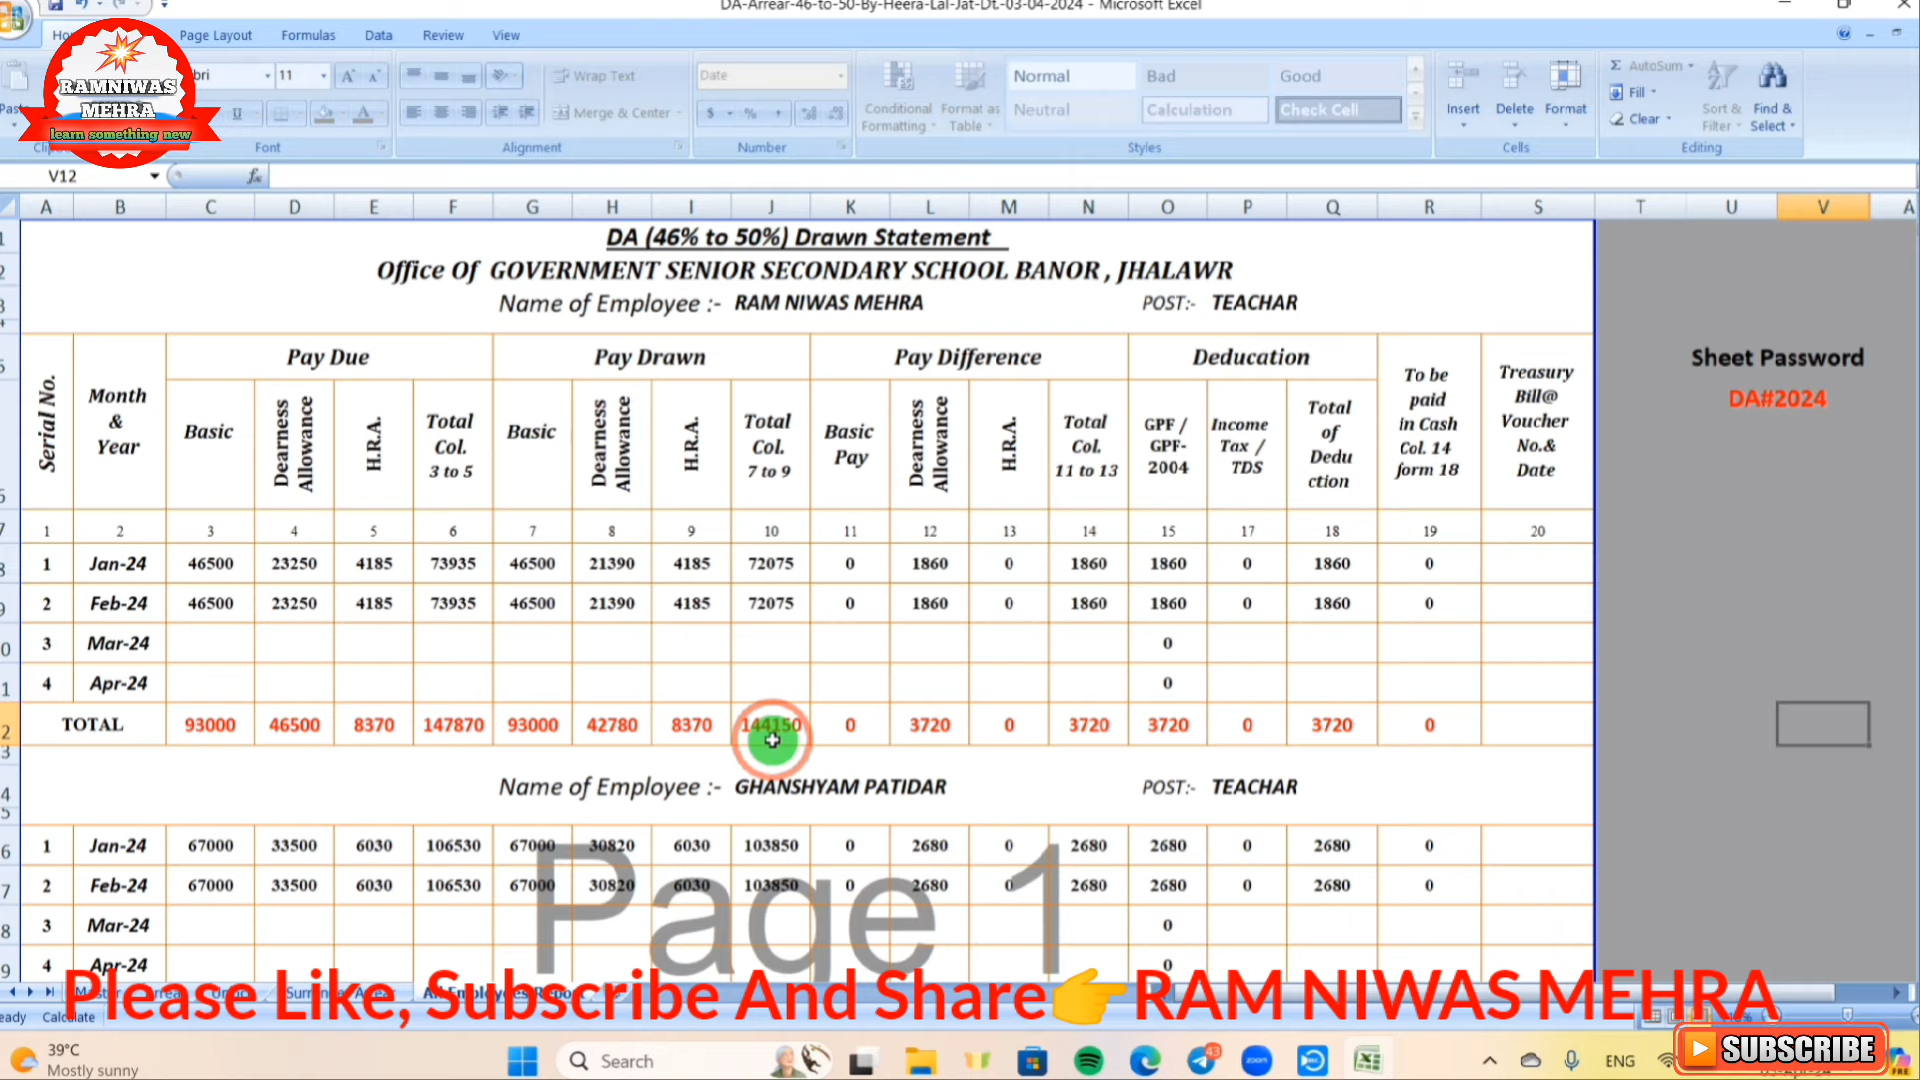 DA-Arrear-46-to-50-By-Heera-Lal-Jat-Dt.-03-04-2024 - Microsoft Excel
Page Layout Formulas Data Review View
RAMNIWAS
MEHRA
learn something new
11 Wrap Text Date Normal Bad Good AutoSum
Merge & Center Conditional Formatting Format as Table Neutral Calculation Check Cell Insert Delete Format Fill Clear Sort & Filter Find & Select
Font Alignment Number Styles Cells Editing
V12 fx
A B C D E F G H I J K L M N O P Q R S T U V
DA (46% to 50%) Drawn Statement
Office Of GOVERNMENT SENIOR SECONDARY SCHOOL BANOR , JHALAWR
Name of Employee :- RAM NIWAS MEHRA POST:- TEACHAR
Serial No. Month & Year Pay Due Pay Drawn Pay Difference Deducation To be paid in Cash Col. 14 form 18 Treasury Bill@ Voucher No.& Date
Basic Dearness Allowance H.R.A. Total Col. 3 to 5 Basic Dearness Allowance H.R.A. Total Col. 7 to 9 Basic Pay Dearness Allowance H.R.A. Total Col. 11 to 13 GPF / GPF-2004 Income Tax / TDS Total of Dedu ction
Sheet Password
DA#2024
1 2 3 4 5 6 7 8 9 10 11 12 13 14 15 17 18 19 20
1 Jan-24 46500 23250 4185 73935 46500 21390 4185 72075 0 1860 0 1860 1860 0 1860 0
2 Feb-24 46500 23250 4185 73935 46500 21390 4185 72075 0 1860 0 1860 1860 0 1860 0
3 Mar-24 0
4 Apr-24 0
TOTAL 93000 46500 8370 147870 93000 42780 8370 144150 0 3720 0 3720 3720 0 3720 0
Name of Employee :- GHANSHYAM PATIDAR POST:- TEACHAR
1 Jan-24 67000 33500 6030 106530 67000 30820 6030 103850 0 2680 0 2680 2680 0 2680 0
2 Feb-24 67000 33500 6030 106530 67000 30820 6030 103850 0 2680 0 2680 2680 0 2680 0
3 Mar-24 0
4 Apr-24 0
Page 1
Please Like, Subscribe And Share👉RAM NIWAS MEHRA
Calculate
39°C
Mostly sunny
Search
43
zoom
ENG
SUBSCRIBE